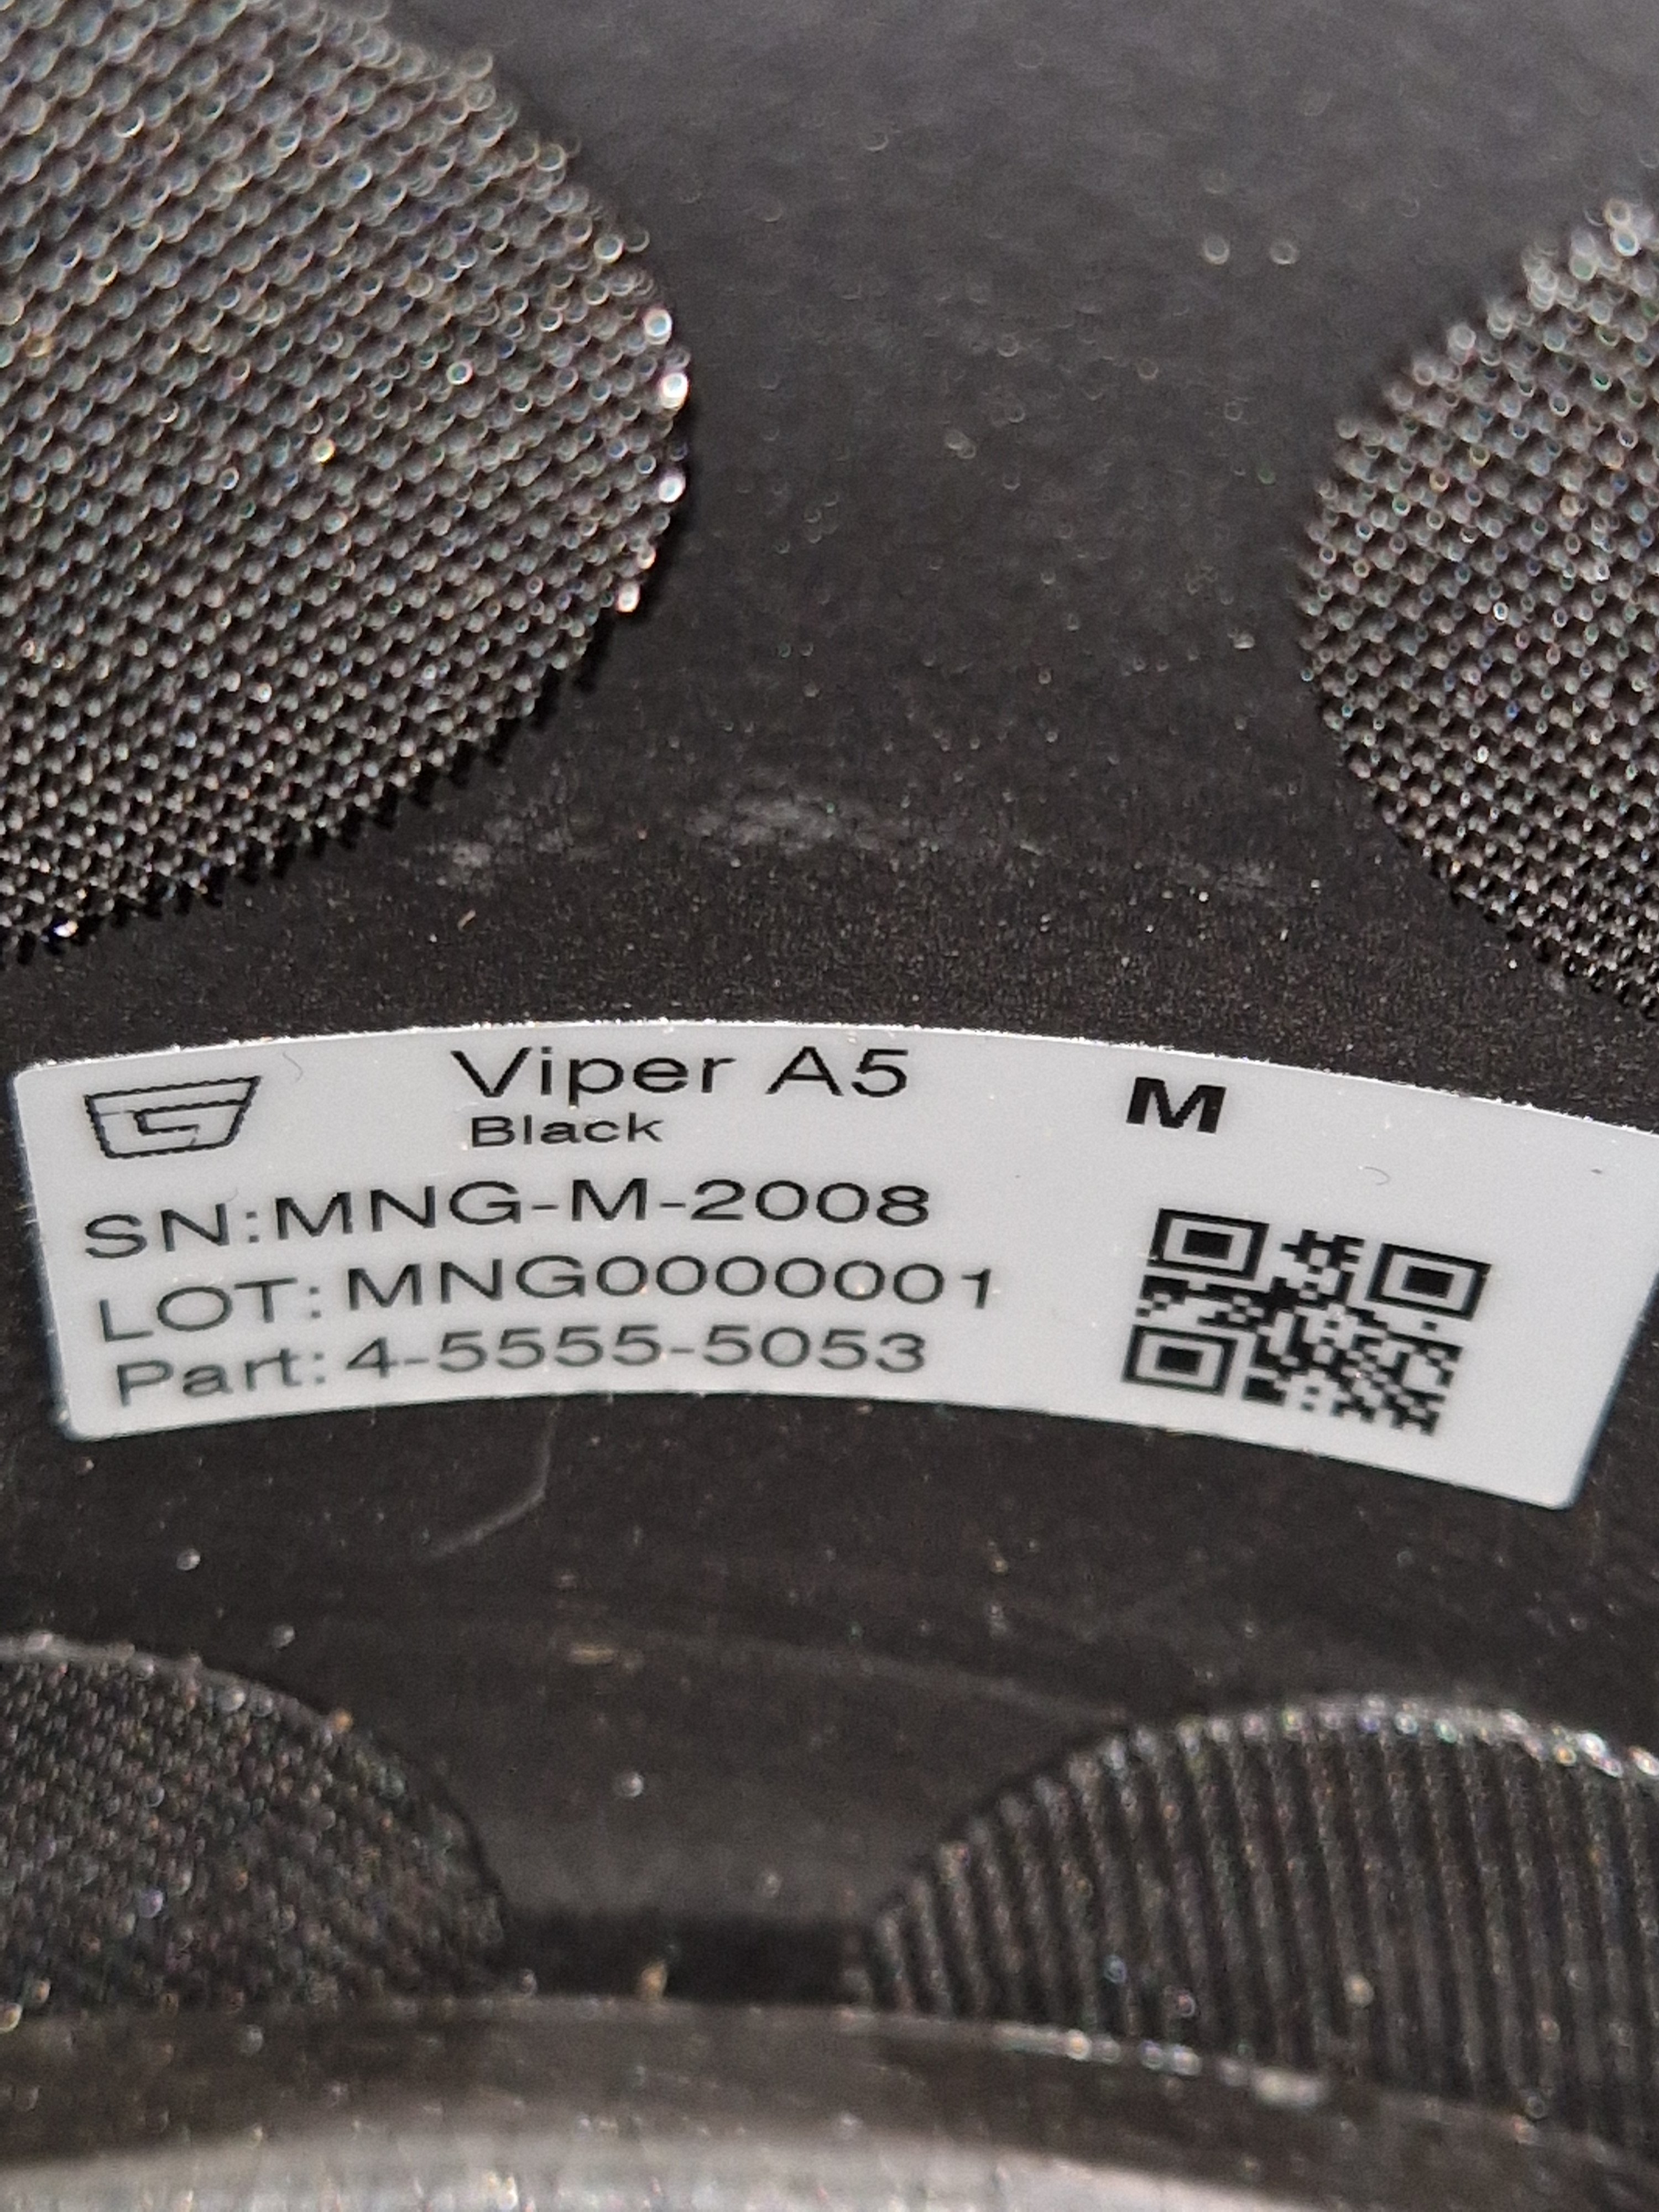 Viper A5 M
Black
SN:MNG-M-2008
LOT:MNG0000001
Part:4-5555-5053